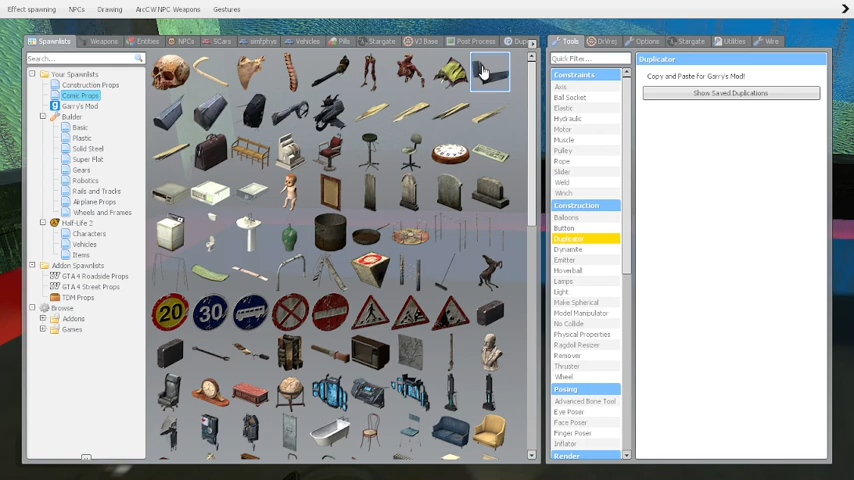 Effect spawning NPCs Drawing ArcCW NPC Weapons Gestures
Spawnlists Weapons Entities NPCs SCars simfphys Vehicles Pills Stargate VJ Base Post Process Dupes
Search...
Your Spawnlists
Construction Props
Comic Props
Garry's Mod
Builder
Basic
Plastic
Solid Steel
Super Plat
Gears
Robotics
Rails and Tracks
Airplane Props
Wheels and Frames
Half-Life 2
Characters
Vehicles
Items
Addon Spawnlists
GTA 4 Roadside Props
GTA 4 Street Props
TDM Props
Browse
Addons
Games
20
30
Tools Drive Options Stargate Utilities Wire
Quick Filter...
Constraints
Axis
Ball Socket
Elastic
Hydraulic
Motor
Muscle
Pulley
Rope
Slider
Weld
Winch
Construction
Balloons
Button
Duplicator
Dynamite
Emitter
Hoverball
Lamps
Light
Make Spherical
Model Manipulator
No Collide
Physical Properties
Ragdoll Resizer
Remover
Thruster
Wheel
Posing
Advanced Bone Tool
Eye Poser
Face Poser
Finger Poser
Inflator
Render
Duplicator
Copy and Paste for Garry's Mod!
Show Saved Duplications